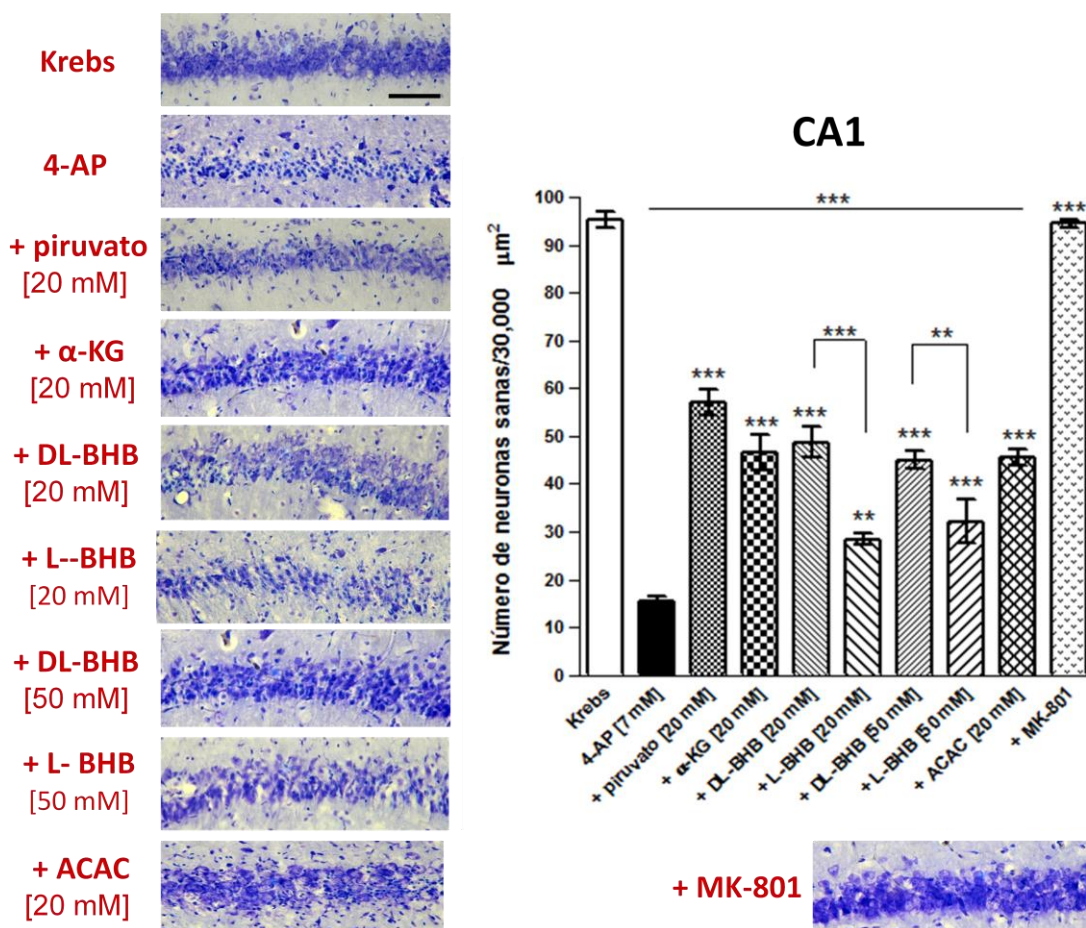 Krebs
4-AP
+ piruvato
[20 mM]
+ α-KG
[20 mM]
+ DL-BHB
[20 mM]
+ L--BHB
[20 mM]
+ DL-BHB
[50 mM]
+ L- BHB
[50 mM]
+ ACAC
[20 mM]
CA1
Número de neuronas sanas/30,000 μm²
100
90
80
70
60
50
40
30
20
10
0
***
***
***
**
***
***
***
***
***
***
**
***
Krebs
4-AP [7 mM]
+ piruvato [20 mM]
+ α-KG [20 mM]
+ DL-BHB [20 mM]
+ L-BHB [20 mM]
+ DL-BHB [50 mM]
+ L-BHB [50 mM]
+ ACAC [20 mM]
+ MK-801
+ MK-801